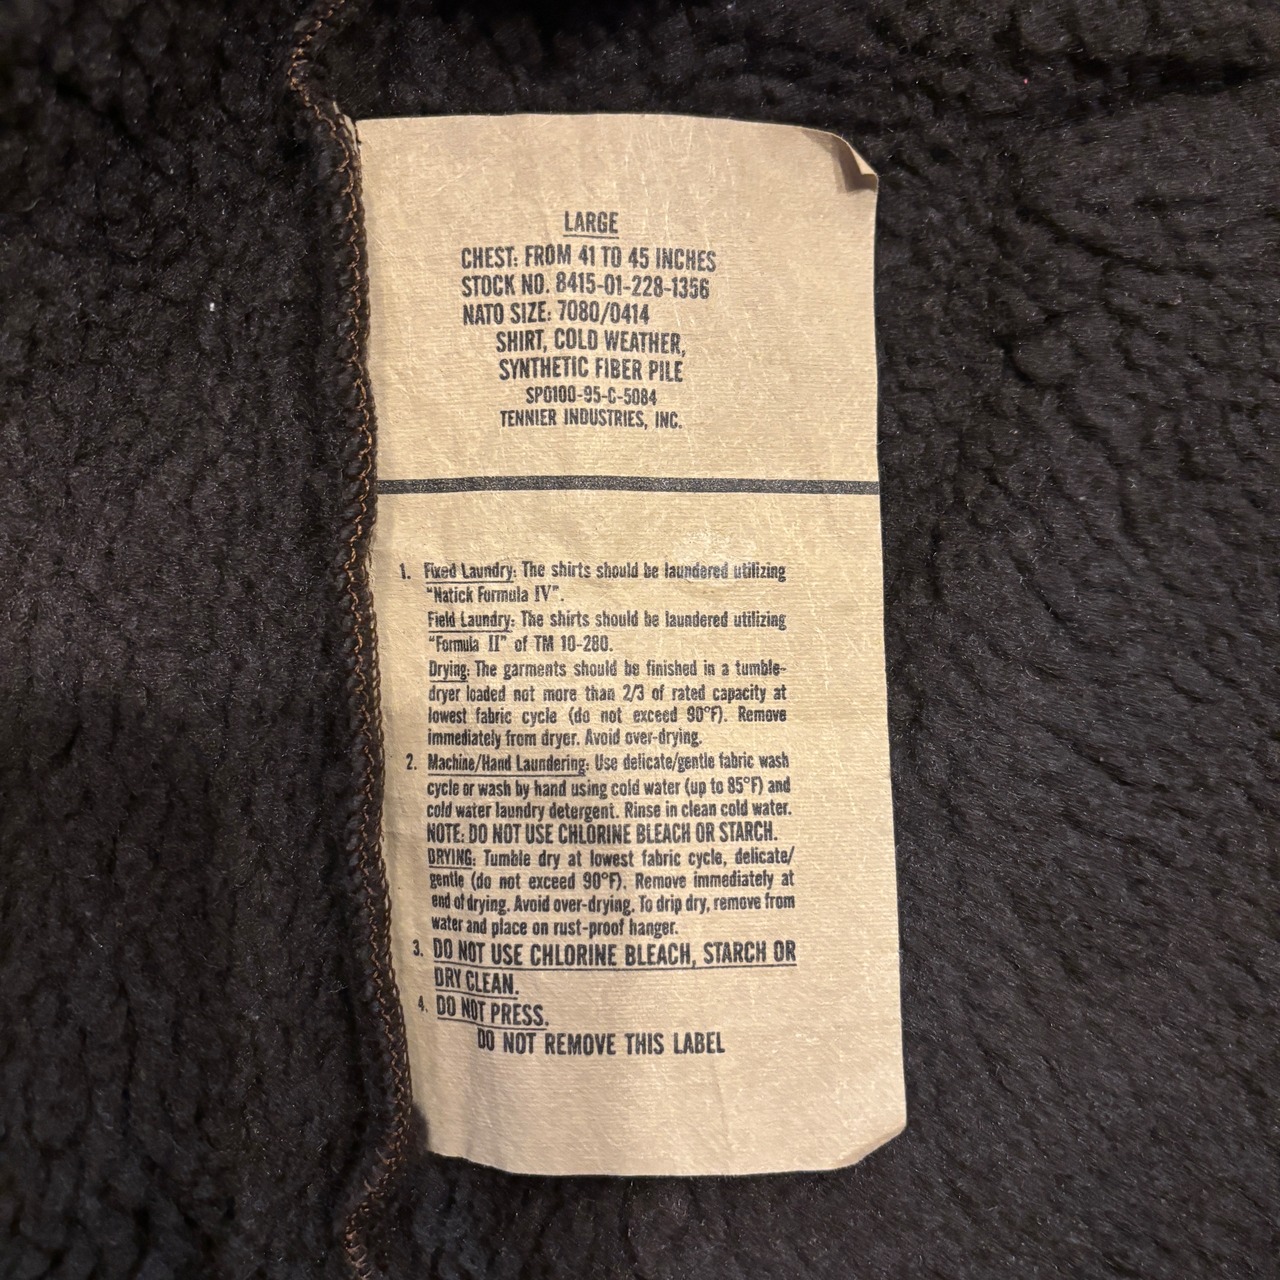 LARGE
CHEST: FROM 41 TO 45 INCHES
STOCK NO. 8415-01-228-1356
NATO SIZE: 7080/0414
SHIRT, COLD WEATHER,
SYNTHETIC FIBER PILE
SPO100-95-C-5084
TENNIER INDUSTRIES, INC.
1. Fixed Laundry: The shirts should be laundered utilizing
"Natick Formula IV".
Field Laundry: The shirts should be laundered utilizing
"Formula II" of TM 10-280.
Drying: The garments should be finished in a tumble-
dryer loaded not more than 2/3 of rated capacity at
lowest fabric cycle (do not exceed 90°F). Remove
immediately from dryer. Avoid over-drying.
2. Machine/Hand Laundering: Use delicate/gentle fabric wash
cycle or wash by hand using cold water (up to 85°F) and
cold water laundry detergent. Rinse in clean cold water.
NOTE: DO NOT USE CHLORINE BLEACH OR STARCH.
DRYING: Tumble dry at lowest fabric cycle, delicate/
gentle (do not exceed 90°F). Remove immediately at
end of drying. Avoid over-drying. To drip dry, remove from
water and place on rust-proof hanger.
3. DO NOT USE CHLORINE BLEACH, STARCH OR
DRY CLEAN.
4. DO NOT PRESS.
DO NOT REMOVE THIS LABEL